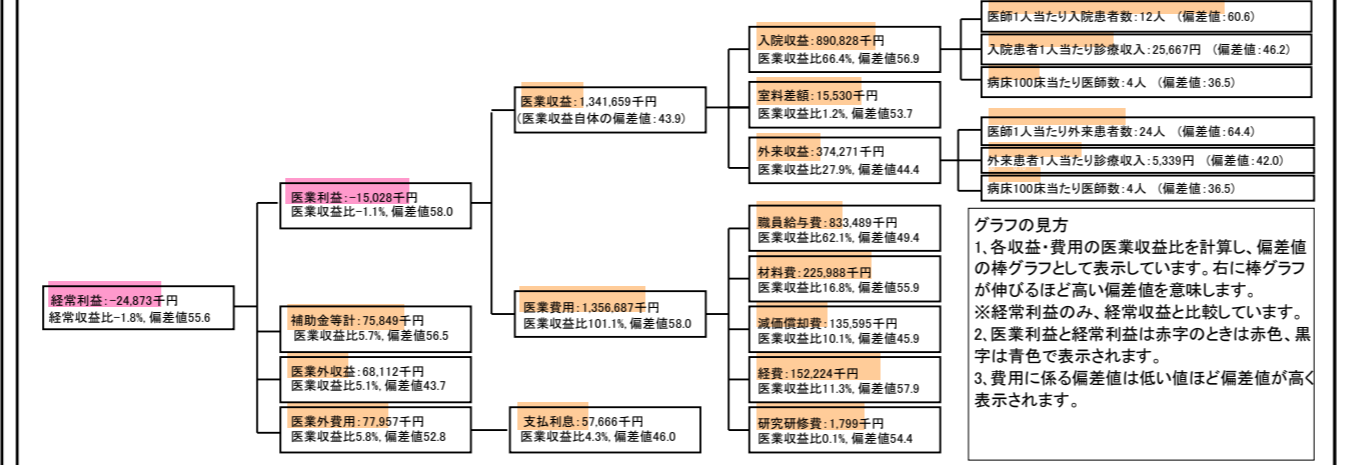 医師1人当たり入院患者数:12人 (偏差値:60.6)
入院収益:890,828千円
医業収益比66.4%, 偏差値56.9
入院患者1人当たり診療収入:25,667円 (偏差値:46.2)
病床100床当たり医師数:4人 (偏差値:36.5)
医業収益:1,341,659千円
(医業収益自体の偏差値:43.9)
室料差額:15,530千円
医業収益比1.2%, 偏差値53.7
医師1人当たり外来患者数:24人 (偏差値:64.4)
外来収益:374,271千円
医業収益比27.9%, 偏差値44.4
外来患者1人当たり診療収入:5,339円 (偏差値:42.0)
病床100床当たり医師数:4人 (偏差値:36.5)
医業利益:-15,028千円
医業収益比-1.1%, 偏差値58.0
職員給与費:833,489千円
医業収益比62.1%, 偏差値49.4
材料費:225,988千円
医業収益比16.8%, 偏差値55.9
経常利益:-24,873千円
経常収益比-1.8%, 偏差値55.6
医業費用:1,356,687千円
医業収益比101.1%, 偏差値58.0
補助金等計:75,849千円
医業収益比5.7%, 偏差値56.5
減価償却費:135,595千円
医業収益比10.1%, 偏差値45.9
医業外収益:68,112千円
医業収益比5.1%, 偏差値43.7
経費:152,224千円
医業収益比11.3%, 偏差値57.9
医業外費用:77,957千円
医業収益比5.8%, 偏差値52.8
支払利息:57,666千円
医業収益比4.3%, 偏差値46.0
研究研修費:1,799千円
医業収益比0.1%, 偏差値54.4
グラフの見方
1、各収益・費用の医業収益比を計算し、偏差値
の棒グラフとして表示しています。右に棒グラフ
が伸びるほど高い偏差値を意味します。
※経常利益のみ、経常収益と比較しています。
2、医業利益と経常利益は赤字のときは赤色、黒
字は青色で表示されます。
3、費用に係る偏差値は低い値ほど偏差値が高く
表示されます。